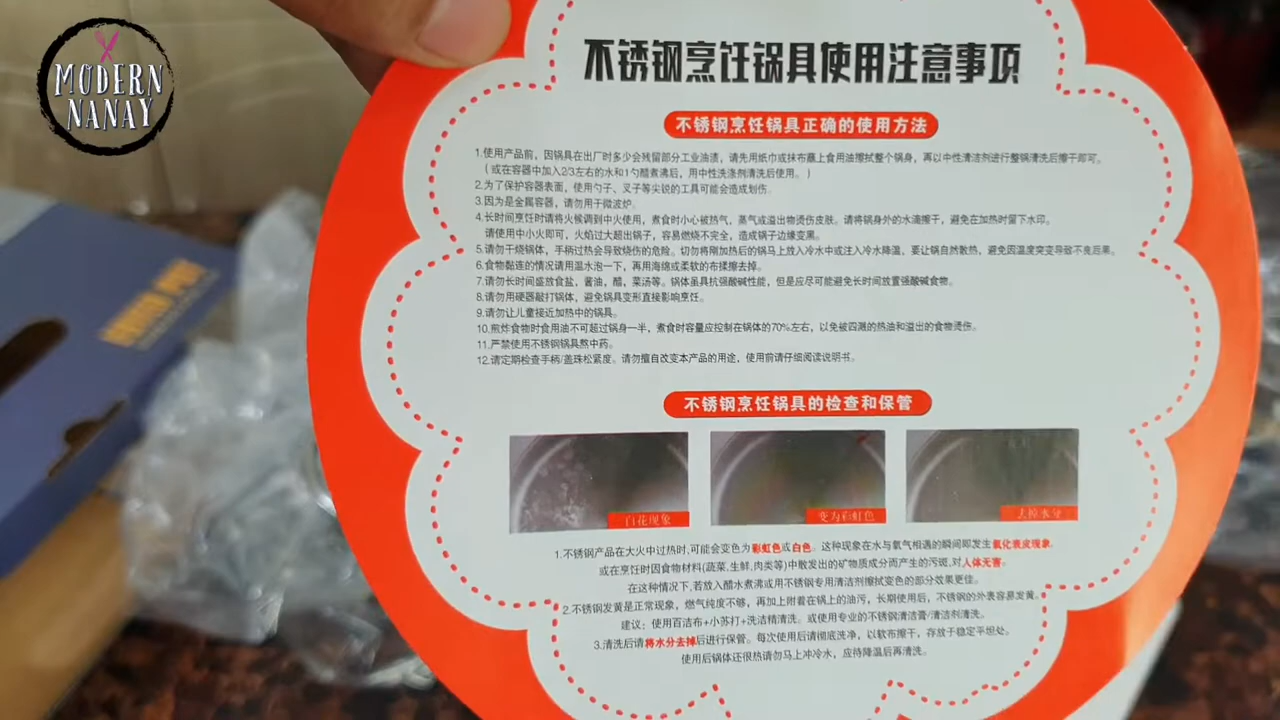 MODERN
NANAY
不锈钢烹饪锅具使用注意事项
不锈钢烹饪锅具正确的使用方法
1.使用产品前，因锅具在出厂时多少会残留部分工业油渍，请先用纸巾或抹布蘸上食用油擦拭整个锅身，再以中性清洁剂进行整锅清洗后擦干即可。
（或在容器中加入2/3左右的水和1勺醋煮沸后，用中性洗涤剂清洗后使用。）
2.为了保护容器表面，使用勺子、叉子等尖锐的工具可能会造成划伤。
3.因为是金属容器，请勿用于微波炉。
4.长时间烹饪时请将火候调到中火使用，煮食时小心被热气，蒸气或溢出物烫伤皮肤。请将锅身外的水滴擦干，避免在加热时留下水印。
请使用中小火即可，火焰过大超出锅子，容易燃烧不完全，造成锅子边缘变黑。
5.请勿干烧锅体，手柄过热会导致烧伤的危险。切勿将刚加热后的锅马上放入冷水中或注入冷水降温，要让锅自然散热，避免因温度突变导致不良后果。
6.食物黏连的情况请用温水泡一下，再用海绵或柔软的布揉擦去掉。
7.请勿长时间盛放食盐，酱油，醋，菜汤等。锅体虽具抗强酸碱性能，但是应尽可能避免长时间放置强酸碱食物。
8.请勿用硬器敲打锅体，避免锅具变形直接影响烹饪。
9.请勿让儿童接近加热中的锅具。
10.煎炸食物时食用油不可超过锅身一半，煮食时容量应控制在锅体的70%左右，以免被四溅的热油和溢出的食物烫伤。
11.严禁使用不锈钢锅具熬中药。
12.请定期检查手柄/盖珠松紧度。请勿擅自改变本产品的用途，使用前请仔细阅读说明书。
不锈钢烹饪锅具的检查和保管
白花现象
变为彩虹色
去掉水分
1.不锈钢产品在大火中过热时,可能会变色为彩虹色或白色。这种现象在水与氧气相遇的瞬间即发生氧化表皮现象,
或在烹饪时因食物材料(蔬菜,生鲜,肉类等)中散发出的矿物质成分而产生的污斑,对人体无害。
在这种情况下,若放入醋水煮沸或用不锈钢专用清洁剂擦拭变色的部分效果更佳。
2.不锈钢发黄是正常现象，燃气纯度不够，再加上附着在锅上的油污，长期使用后，不锈钢的外表容易发黄。
建议：使用百洁布+小苏打+洗洁精清洗。或使用专业的不锈钢清洁膏/清洁剂清洗。
3.清洗后请将水分去掉后进行保管。每次使用后请彻底洗净，以软布擦干，存放于稳定平坦处。
使用后锅体还很热请勿马上冲冷水，应待降温后再清洗。